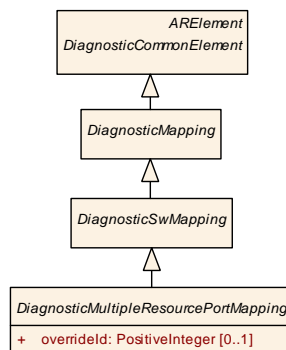 ARElement
DiagnosticCommonElement
DiagnosticMapping
DiagnosticSwMapping
DiagnosticMultipleResourcePortMapping
+ overrideId: PositiveInteger [0..1]